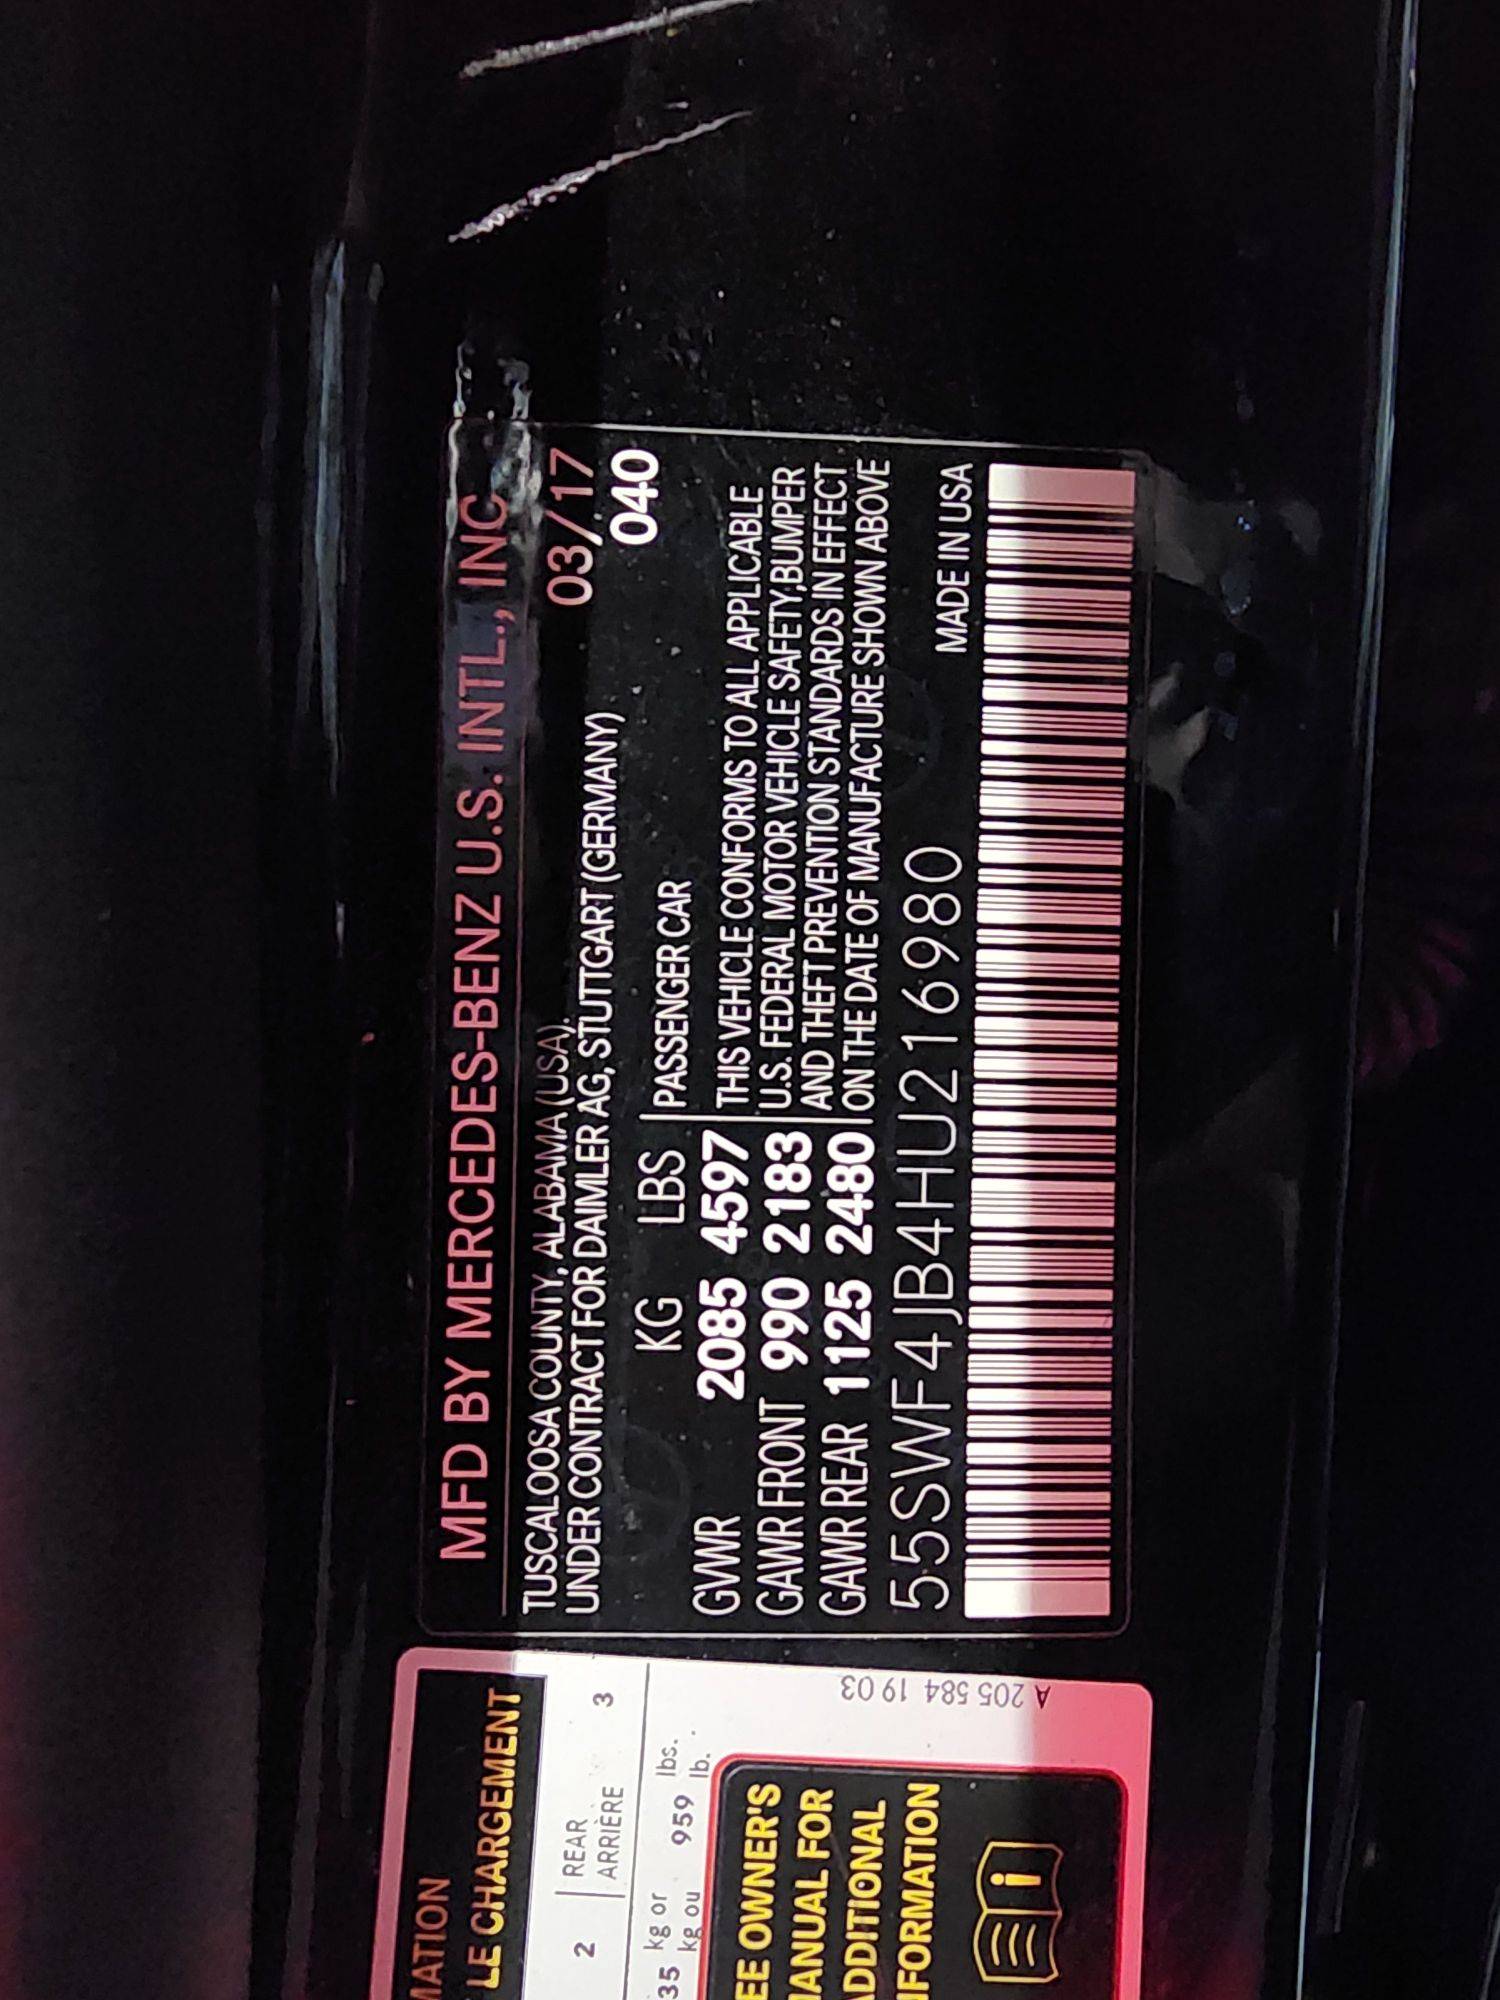 MFD BY MERCEDES-BENZ U.S. INTL., INC
TUSCALOOSA COUNTY, ALABAMA (USA). 03/17
UNDER CONTRACT FOR DAIMLER AG, STUTTGART (GERMANY) 040
KG LBS PASSENGER CAR
GVWR 2085 4597 THIS VEHICLE CONFORMS TO ALL APPLICABLE
GAWR FRONT 990 2183 U.S. FEDERAL MOTOR VEHICLE SAFETY,BUMPER
GAWR REAR 1125 2480 AND THEFT PREVENTION STANDARDS IN EFFECT
ON THE DATE OF MANUFACTURE SHOWN ABOVE
55SWF4JB4HU216980 MADE IN USA
MATION
LE CHARGEMENT
2 REAR 3
ARRIÈRE
35 kg or 959 lbs.
kg ou lb.
EE OWNER'S
ANUAL FOR
DDITIONAL
FORMATION
A 205 584 19 03